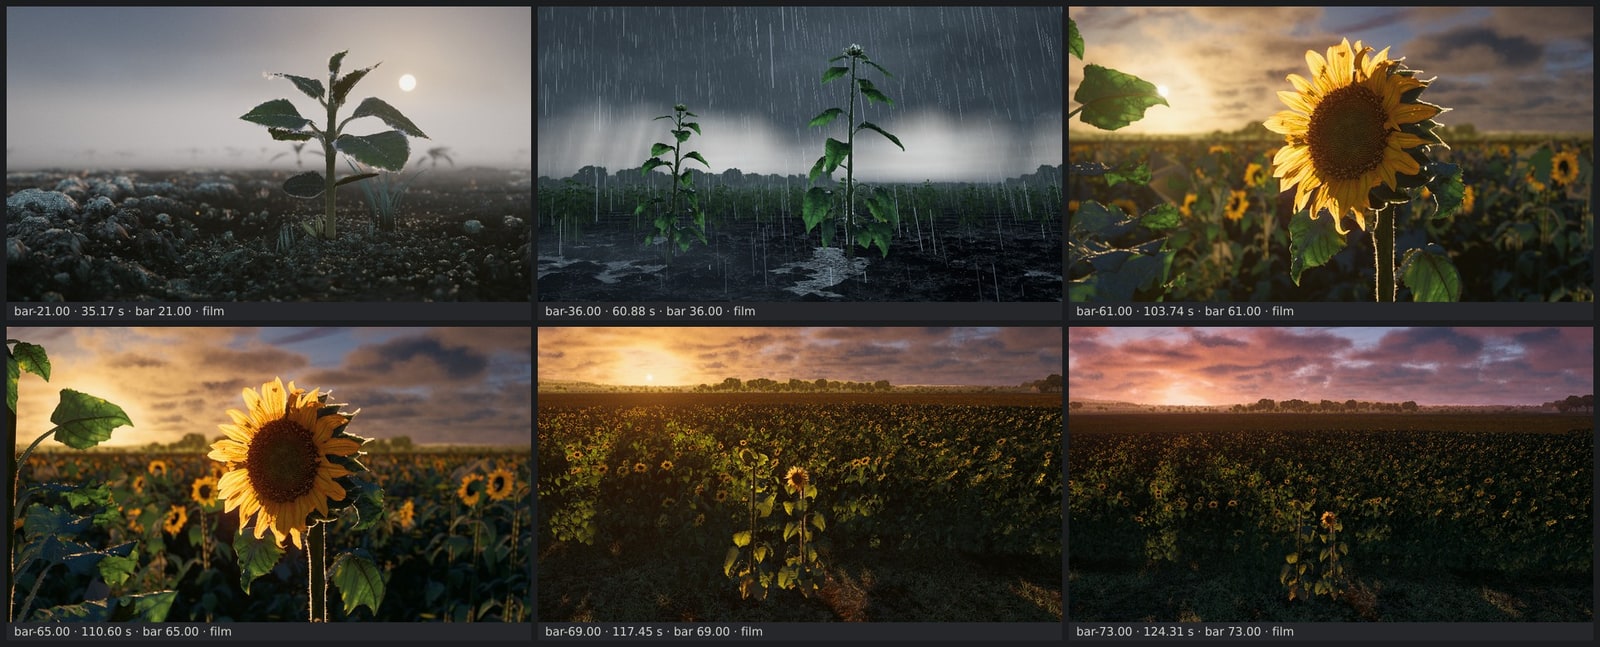 bar-21.00 · 35.17 s · bar 21.00 · film
bar-36.00 · 60.88 s · bar 36.00 · film
bar-61.00 · 103.74 s · bar 61.00 · film
bar-65.00 · 110.60 s · bar 65.00 · film
bar-69.00 · 117.45 s · bar 69.00 · film
bar-73.00 · 124.31 s · bar 73.00 · film